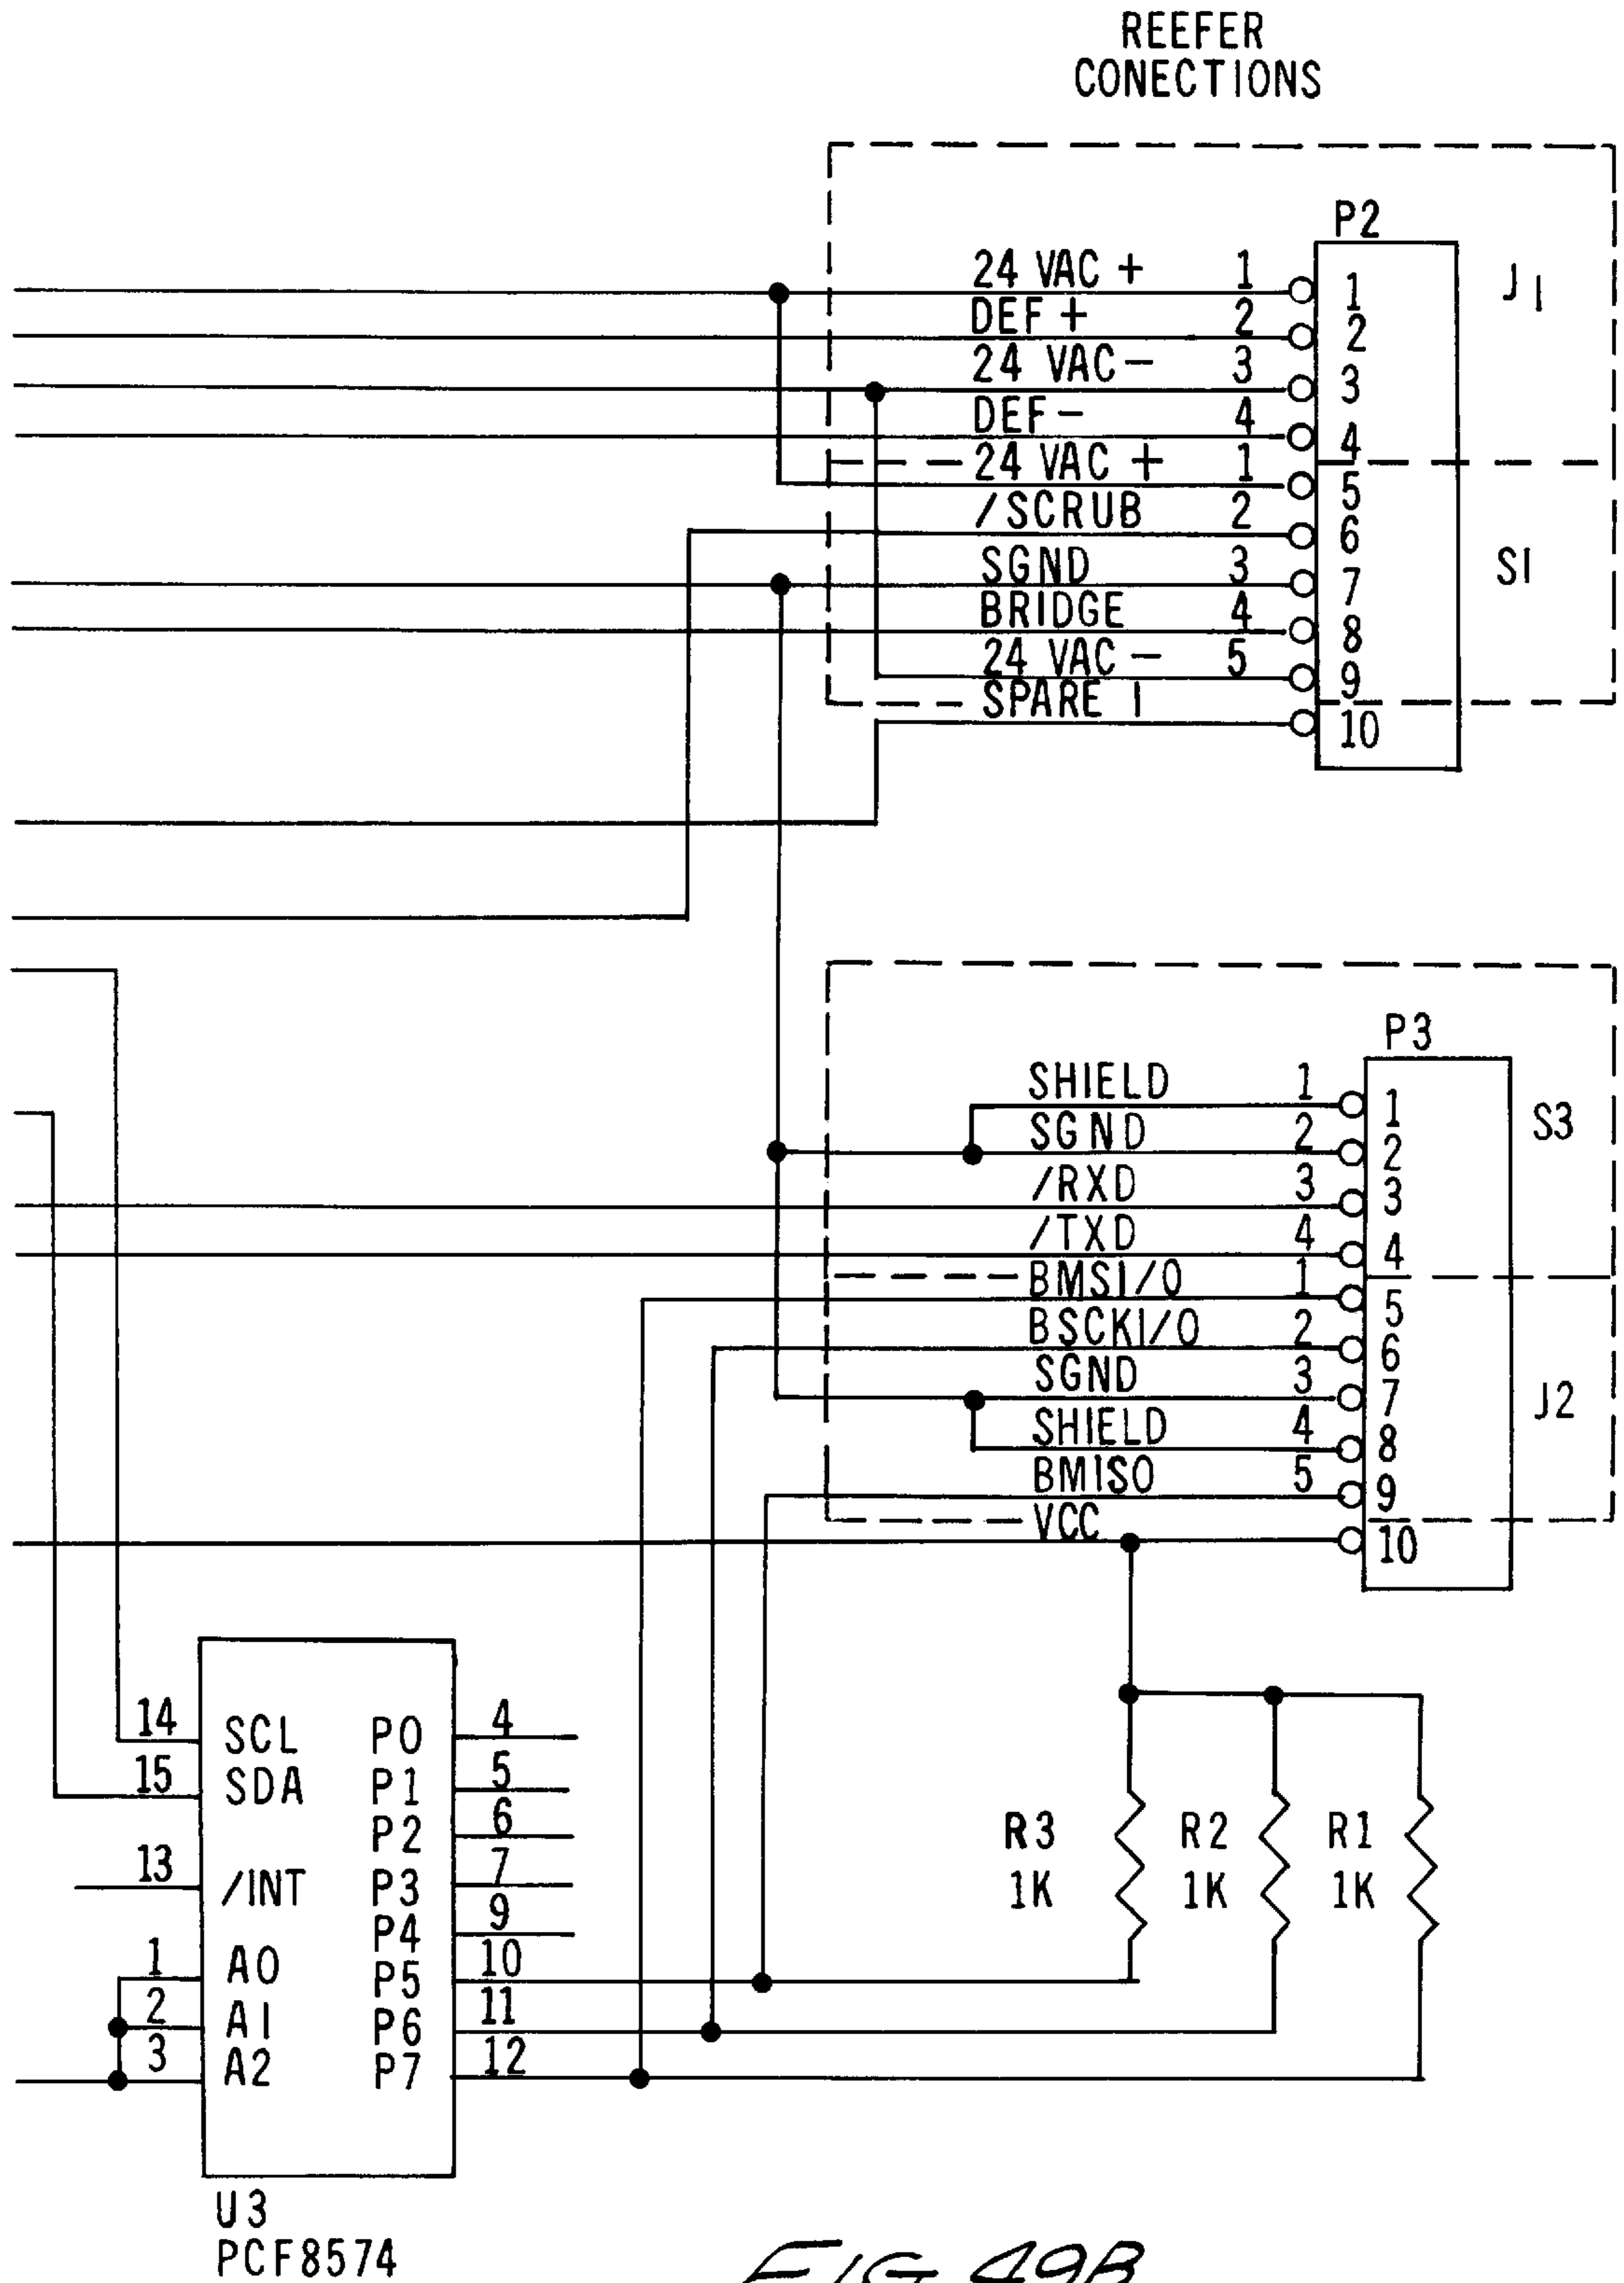 REEFER
CONECTIONS
P2
24 VAC + 1 1 J1
DEF + 2 2
24 VAC - 3 3
DEF - 4 4
24 VAC + 1 5
/SCRUB 2 6
SGND 3 7 S1
BRIDGE 4 8
24 VAC - 5 9
SPARE 1 10
P3
SHIELD 1 1 S3
SGND 2 2
/RXD 3 3
/TXD 4 4
BMSI/O 1 5
BSCKI/O 2 6
SGND 3 7 J2
SHIELD 4 8
BMISO 5 9
VCC 10
14 SCL P0 4
15 SDA P1 5
P2 6
13 /INT P3 7
P4 9
1 A0 P5 10
2 A1 P6 11
3 A2 P7 12
R3 R2 R1
1K 1K 1K
U3
PCF8574
FIG. 49B